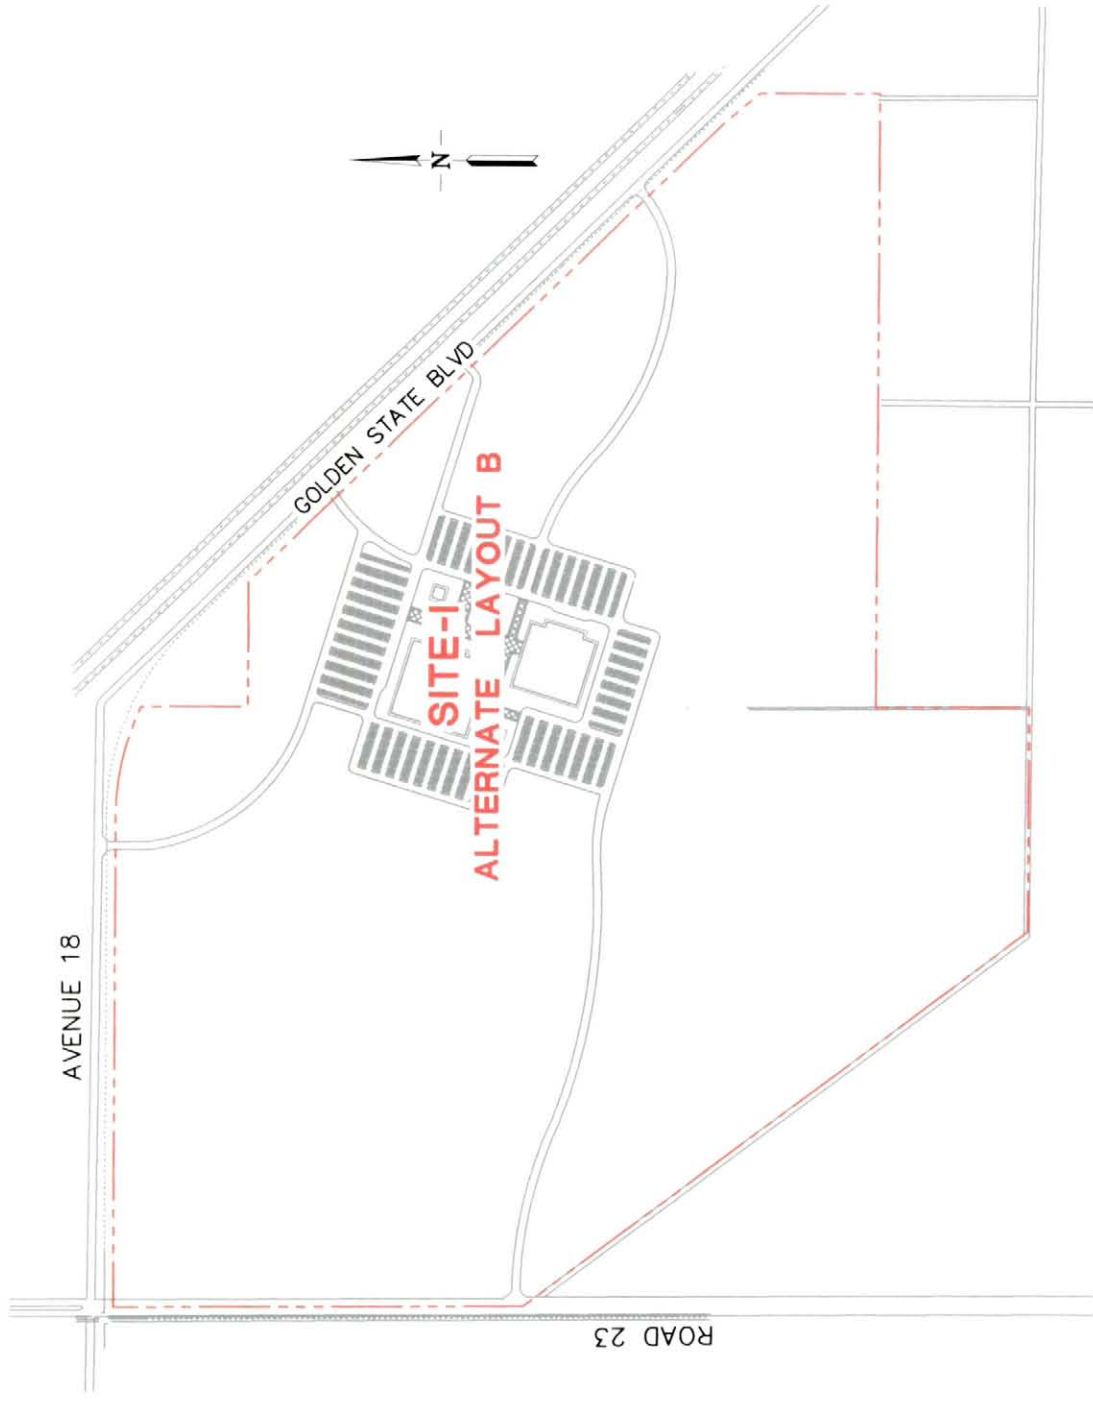 N
GOLDEN STATE BLVD
SITE-I
ALTERNATE LAYOUT B
AVENUE 18
ROAD 23